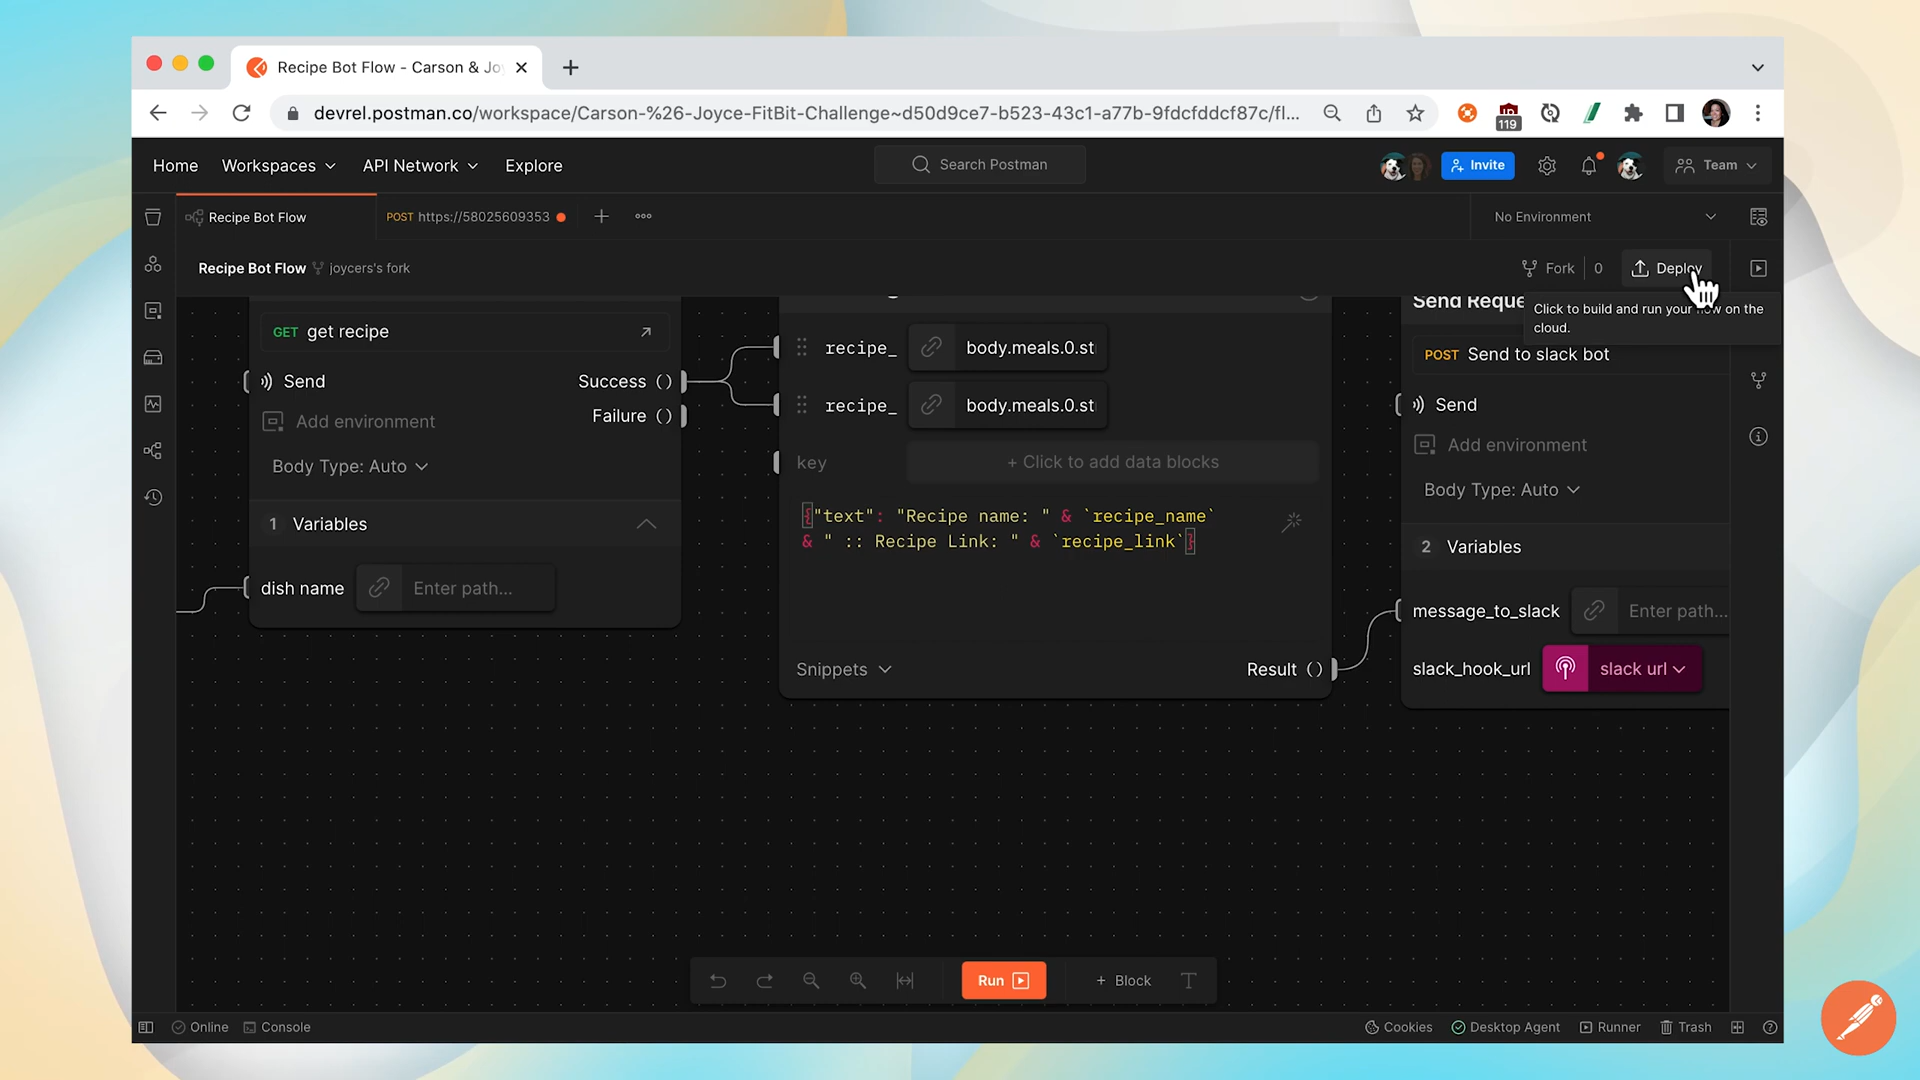 Recipe Bot Flow - Carson & Jo
devrel.postman.co/workspace/Carson-%26-Joyce-FitBit-Challenge~d50d9ce7-b523-43c1-a77b-9fdcfddcf87c/fl...
119
Home Workspaces API Network Explore
Search Postman
Invite
Team
Recipe Bot Flow
POST https://58025609353
No Environment
Recipe Bot Flow joycers's fork
Fork 0 Deploy
Click to build and run your flow on the
cloud.
GET get recipe
Send
Success ()
Failure ()
Add environment
Body Type: Auto
1 Variables
dish name Enter path...
recipe_ body.meals.0.st
recipe_ body.meals.0.st
key + Click to add data blocks
{"text": "Recipe name: " & `recipe_name`
& " :: Recipe Link: " & `recipe_link`}
Snippets
Result ()
Send Reque
POST Send to slack bot
Send
Add environment
Body Type: Auto
2 Variables
message_to_slack Enter path...
slack_hook_url slack url
Run
+ Block T
Online Console
Cookies Desktop Agent Runner Trash